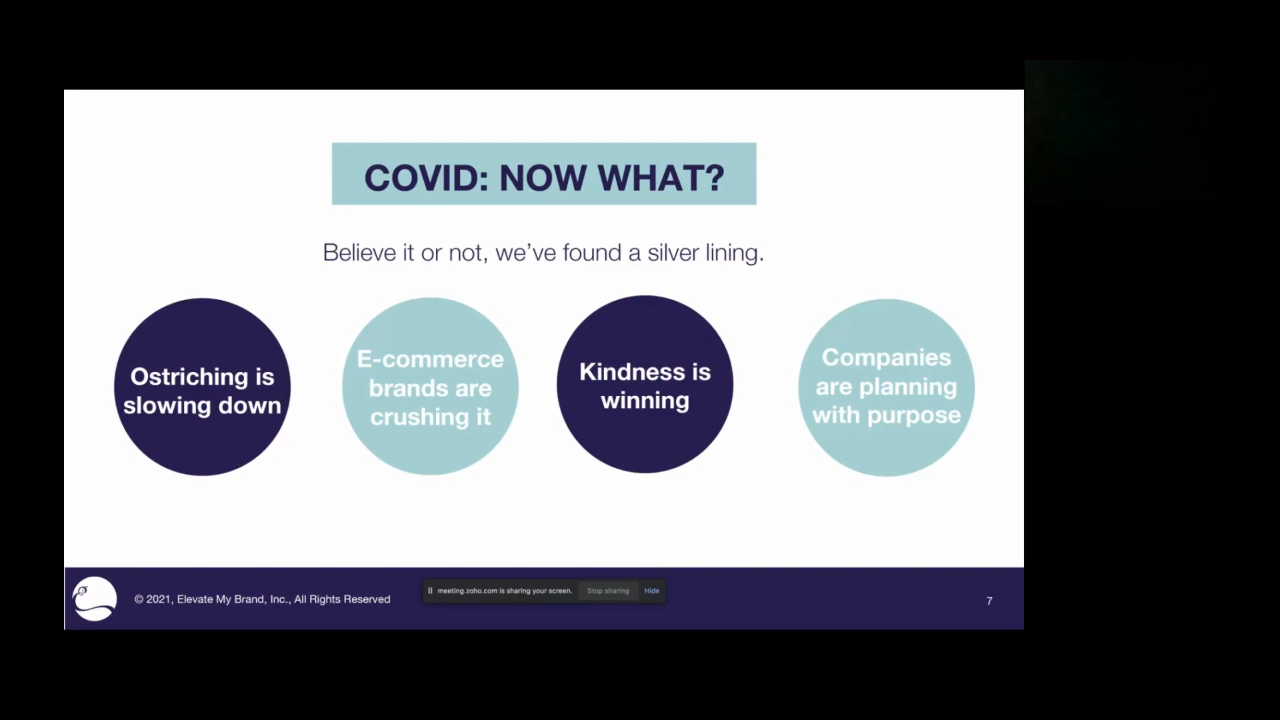 COVID: NOW WHAT?
Believe it or not, we've found a silver lining.
Ostriching is
slowing down
E-commerce
brands are
crushing it
Kindness is
winning
Companies
are planning
with purpose
© 2021, Elevate My Brand, Inc., All Rights Reserved
meeting.zoho.com is sharing your screen. Stop sharing Hide
7